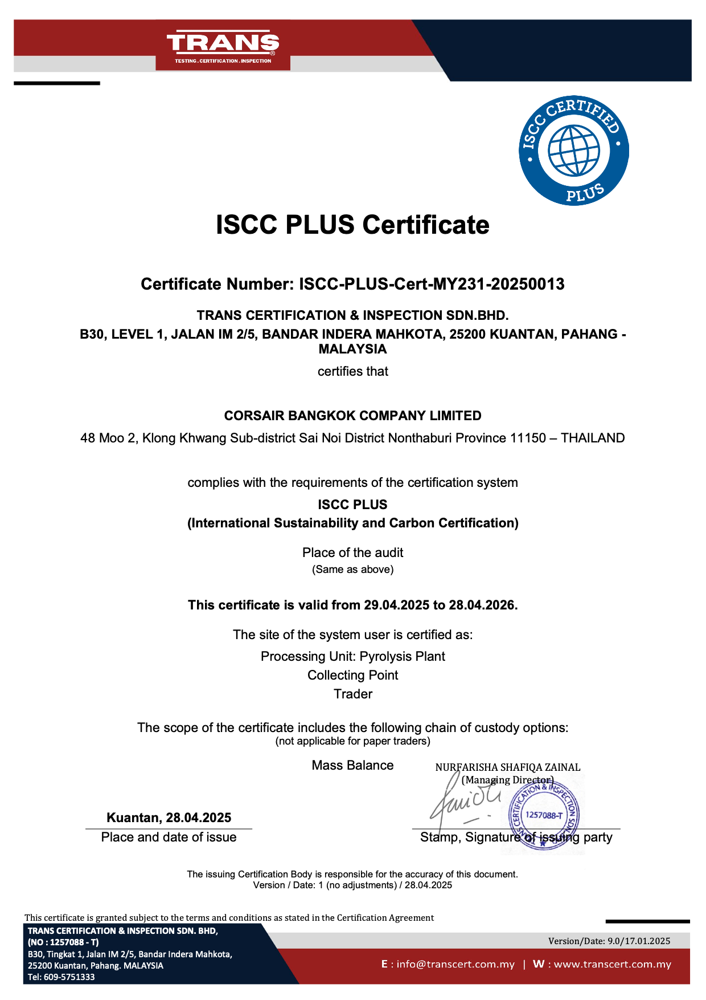 TRANS
®
TESTING . CERTIFICATION . INSPECTION
ISCC CERTIFIED
PLUS
ISCC PLUS Certificate
Certificate Number: ISCC-PLUS-Cert-MY231-20250013
TRANS CERTIFICATION & INSPECTION SDN.BHD.
B30, LEVEL 1, JALAN IM 2/5, BANDAR INDERA MAHKOTA, 25200 KUANTAN, PAHANG -
MALAYSIA
certifies that
CORSAIR BANGKOK COMPANY LIMITED
48 Moo 2, Klong Khwang Sub-district Sai Noi District Nonthaburi Province 11150 – THAILAND
complies with the requirements of the certification system
ISCC PLUS
(International Sustainability and Carbon Certification)
Place of the audit
(Same as above)
This certificate is valid from 29.04.2025 to 28.04.2026.
The site of the system user is certified as:
Processing Unit: Pyrolysis Plant
Collecting Point
Trader
The scope of the certificate includes the following chain of custody options:
(not applicable for paper traders)
Mass Balance
NURFARISHA SHAFIQA ZAINAL
(Managing Director)
TRANS CERTIFICATION & INSPECTION SDN. BHD.
1257088-T
Kuantan, 28.04.2025
Place and date of issue
Stamp, Signature of issuing party
The issuing Certification Body is responsible for the accuracy of this document.
Version / Date: 1 (no adjustments) / 28.04.2025
This certificate is granted subject to the terms and conditions as stated in the Certification Agreement
TRANS CERTIFICATION & INSPECTION SDN. BHD,
(NO : 1257088 - T)
B30, Tingkat 1, Jalan IM 2/5, Bandar Indera Mahkota,
25200 Kuantan, Pahang. MALAYSIA
Tel: 609-5751333
Version/Date: 9.0/17.01.2025
E : info@transcert.com.my | W : www.transcert.com.my